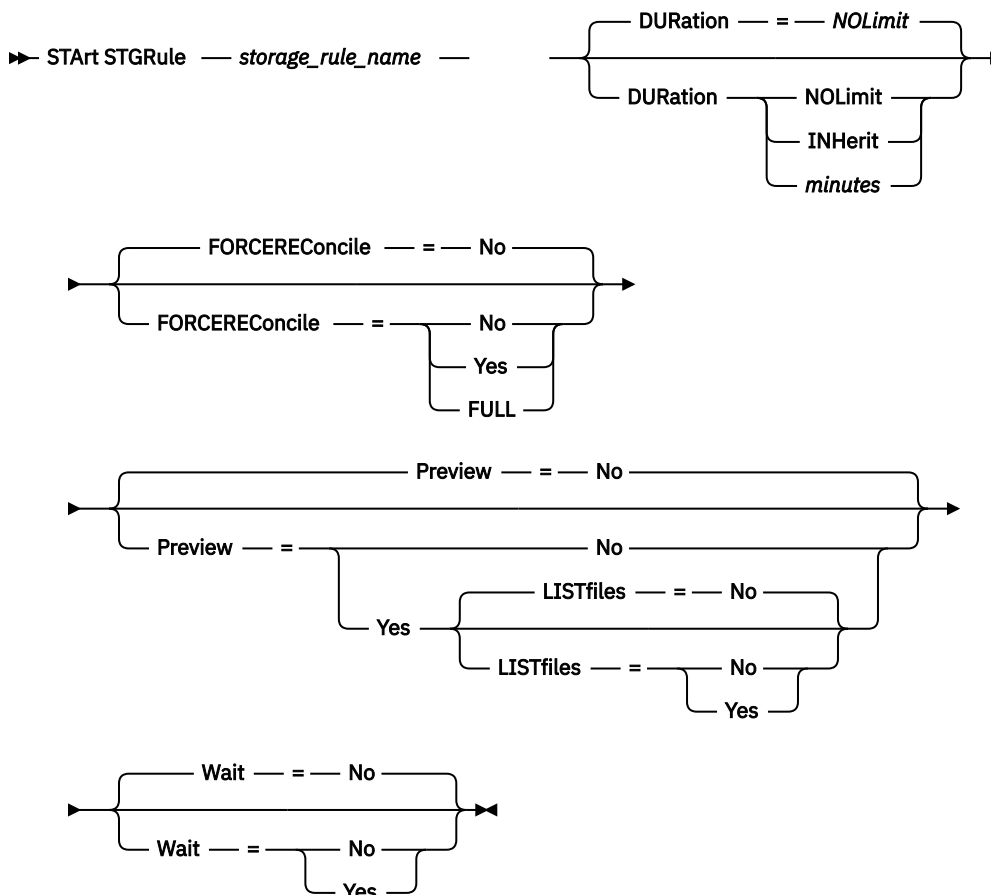 DURation = NOLimit
STArt STGRule storage_rule_name
DURation NOLimit
INHerit
minutes
FORCEREConcile = No
FORCEREConcile = No
Yes
FULL
Preview = No
Preview = No
LISTfiles = No
Yes
LISTfiles = No
Yes
Wait = No
Wait = No
Yes